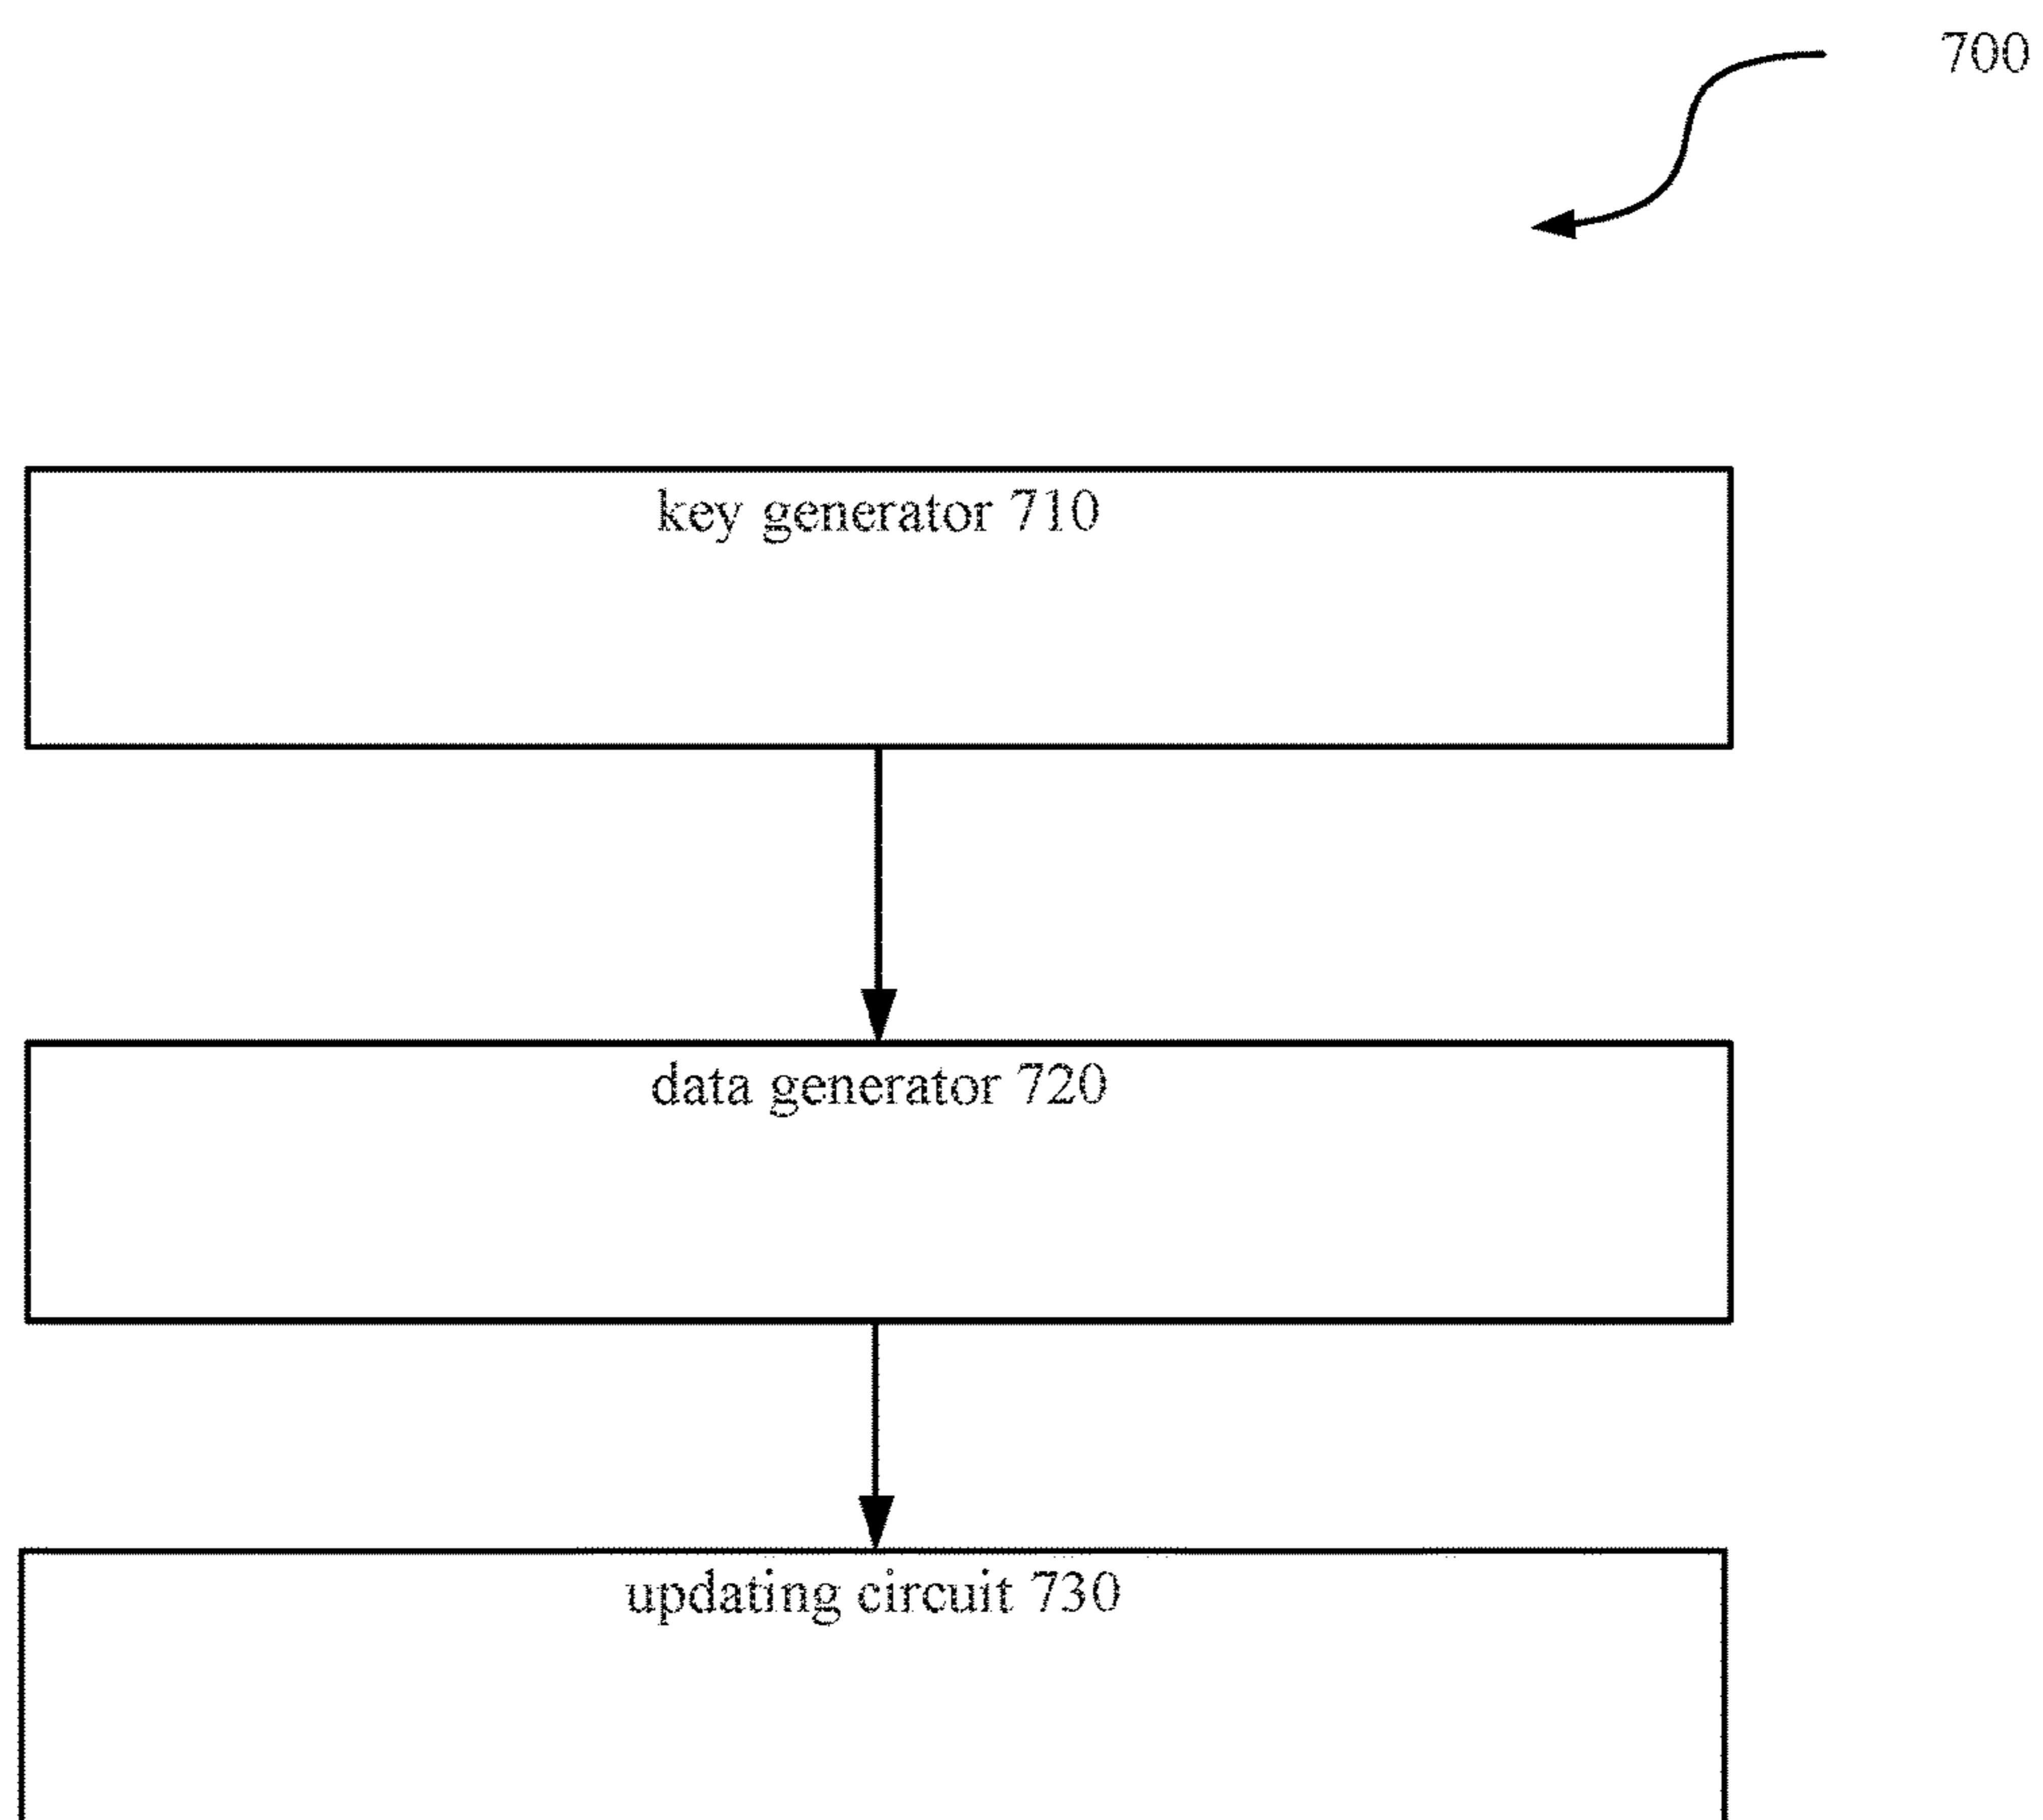 700
key generator 710
data generator 720
updating circuit 730